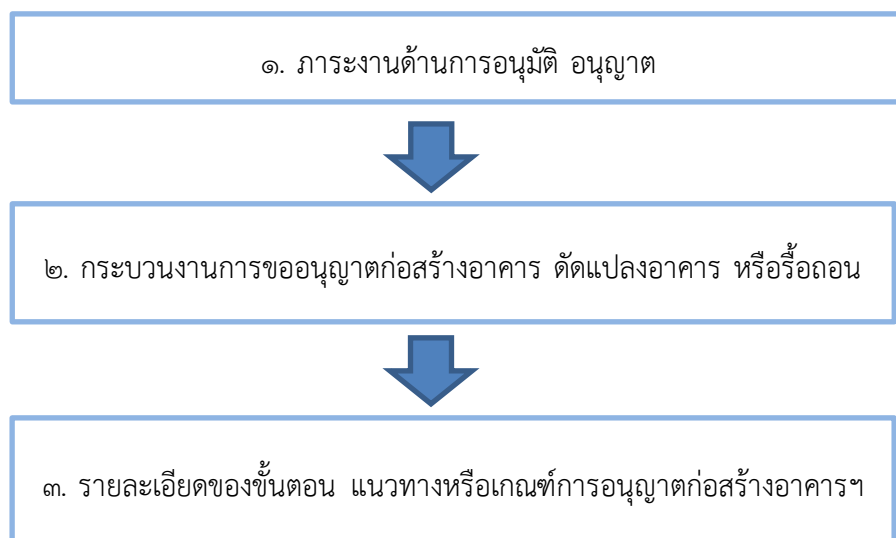 ๑. ภาระงานด้านการอนุมัติ อนุญาต
๒. กระบวนงานการขออนุญาตก่อสร้างอาคาร ดัดแปลงอาคาร หรือรื้อถอน
๓. รายละเอียดของขั้นตอน แนวทางหรือเกณฑ์การอนุญาตก่อสร้างอาคารฯ